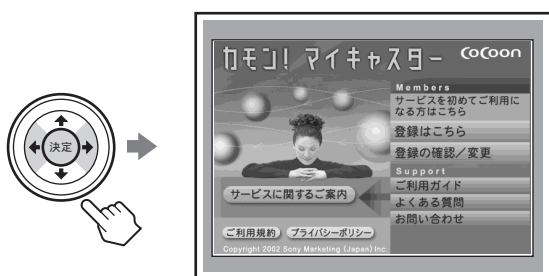 決定
カモン! マイキャスター
CoCoon
Members
サービスを初めてご利用に
なる方はこちら
登録はこちら
登録の確認／変更
Support
ご利用ガイド
よくある質問
お問い合わせ
サービスに関するご案内
ご利用規約
プライバシーポリシー
Copyright 2002 Sony Marketing (Japan) Inc.